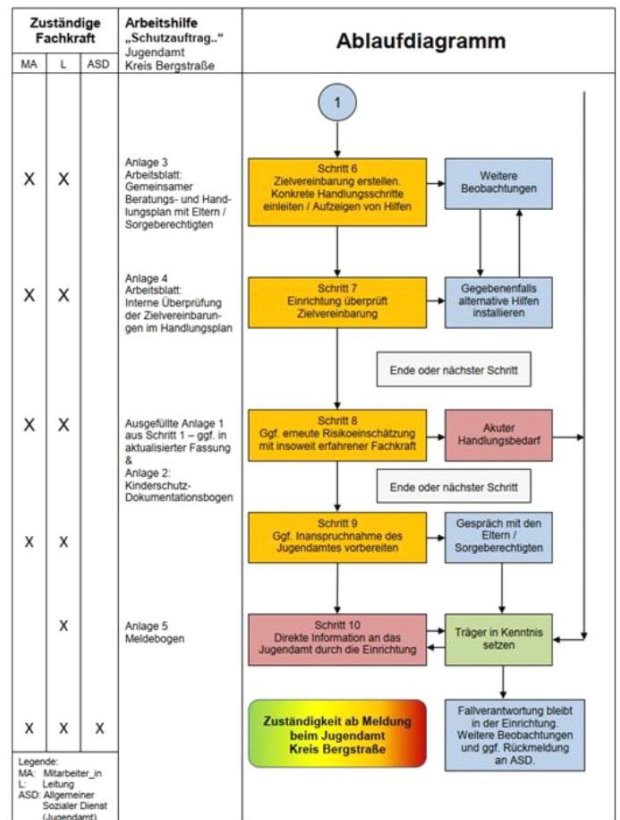 Zuständige
Fachkraft
MA L ASD
Arbeitshilfe
„Schutzauftrag.."
Jugendamt
Kreis Bergstraße
Ablaufdiagramm
1
X X
Anlage 3
Arbeitsblatt:
Gemeinsamer
Beratungs- und Hand-
lungsplan mit Eltern /
Sorgeberechtigten
Schritt 6
Zielvereinbarung erstellen.
Konkrete Handlungsschritte
einleiten / Aufzeigen von Hilfen
Weitere
Beobachtungen
X X
Anlage 4
Arbeitsblatt:
Interne Überprüfung
der Zielvereinbarun-
gen im Handlungsplan
Schritt 7
Einrichtung überprüft
Zielvereinbarung
Gegebenenfalls
alternative Hilfen
installieren
Ende oder nächster Schritt
X X
Ausgefüllte Anlage 1
aus Schritt 1 – ggf. in
aktualisierter Fassung
&
Anlage 2:
Kinderschutz-
Dokumentationsbogen
Schritt 8
Ggf. erneute Risikoeinschätzung
mit insoweit erfahrener Fachkraft
Akuter
Handlungsbedarf
Ende oder nächster Schritt
X X
Schritt 9
Ggf. Inanspruchnahme des
Jugendamtes vorbereiten
Gespräch mit den
Eltern /
Sorgeberechtigten
X
Anlage 5
Meldebogen
Schritt 10
Direkte Information an das
Jugendamt durch die Einrichtung
Träger in Kenntnis
setzen
X X X
Zuständigkeit ab Meldung
beim Jugendamt
Kreis Bergstraße
Fallverantwortung bleibt
in der Einrichtung.
Weitere Beobachtungen
und ggf. Rückmeldung
an ASD.
Legende:
MA: Mitarbeiter_in
L: Leitung
ASD: Allgemeiner
Sozialer Dienst
(Jugendamt)